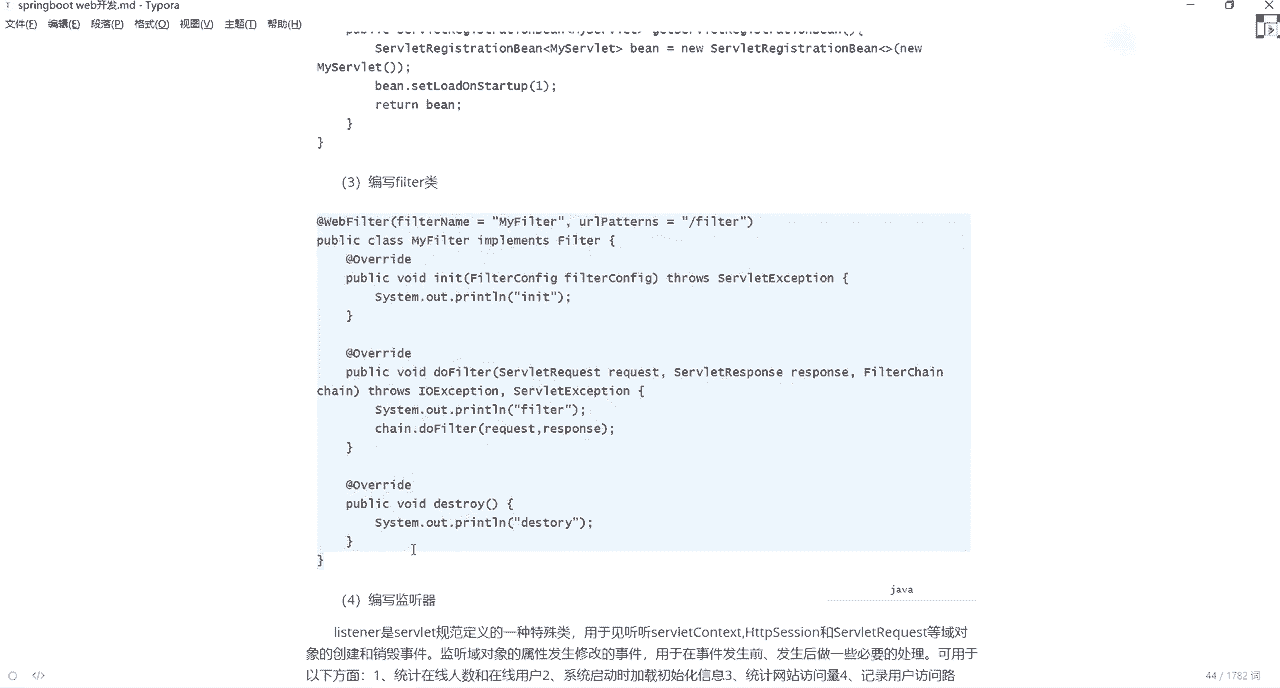 springboot web开发.md - Typora
文件(F) 编辑(E) 段落(P) 格式(O) 视图(V) 主题(T) 帮助(H)
public ServletRegistrationBean<MyServlet> getServletRegistrationBean(){
ServletRegistrationBean<MyServlet> bean = new ServletRegistrationBean<>(new
MyServlet());
bean.setLoadOnStartup(1);
return bean;
}
}
(3) 编写filter类
@WebFilter(filterName = "MyFilter", urlPatterns = "/filter")
public class MyFilter implements Filter {
@Override
public void init(FilterConfig filterConfig) throws ServletException {
System.out.println("init");
}
@Override
public void doFilter(ServletRequest request, ServletResponse response, FilterChain
chain) throws IOException, ServletException {
System.out.println("filter");
chain.doFilter(request,response);
}
@Override
public void destroy() {
System.out.println("destory");
}
}
java
(4) 编写监听器
listener是servlet规范定义的一种特殊类，用于见听听servletContext,HttpSession和ServletRequest等域对
象的创建和销毁事件。监听域对象的属性发生修改的事件，用于在事件发生前、发生后做一些必要的处理。可用于
以下方面：1、统计在线人数和在线用户2、系统启动时加载初始化信息3、统计网站访问量4、记录用户访问路
</> 44 / 1782 词